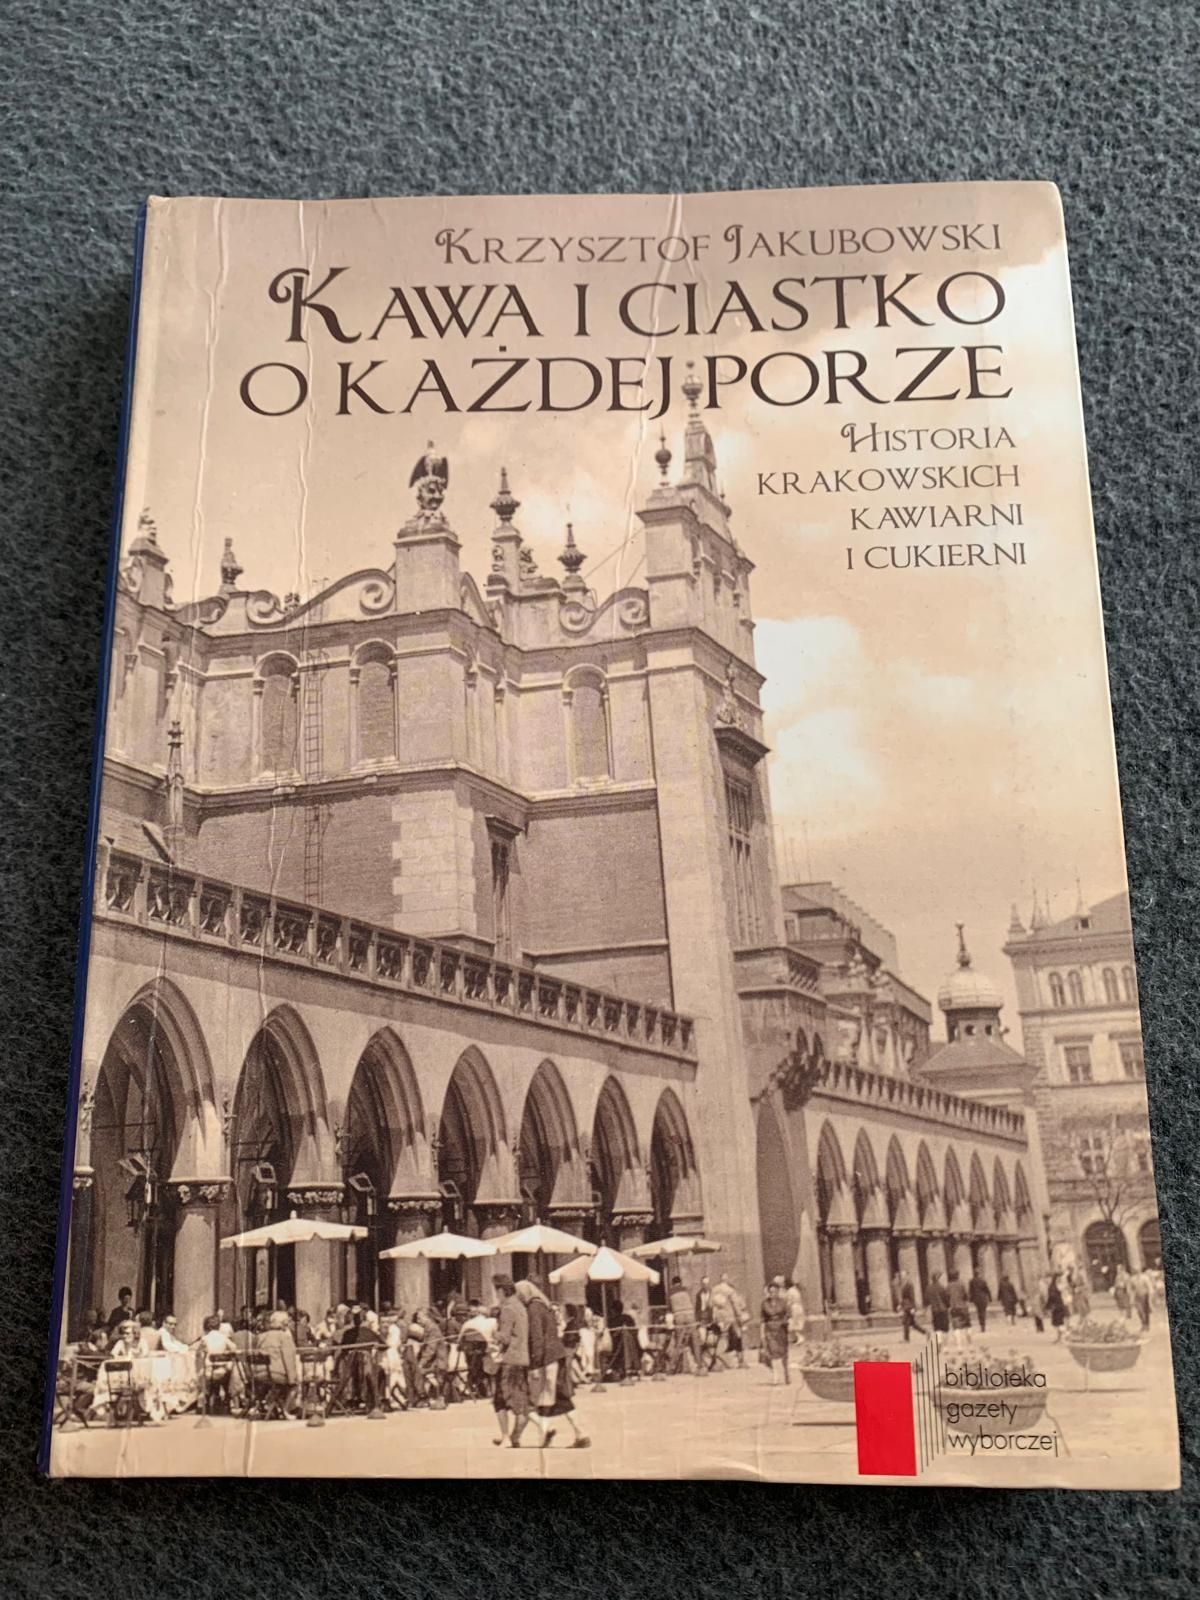 Krzysztof Jakubowski
Kawa i ciastko
o każdej porze
Historia
krakowskich
kawiarni
i cukierni
biblioteka
gazety
wyborczej